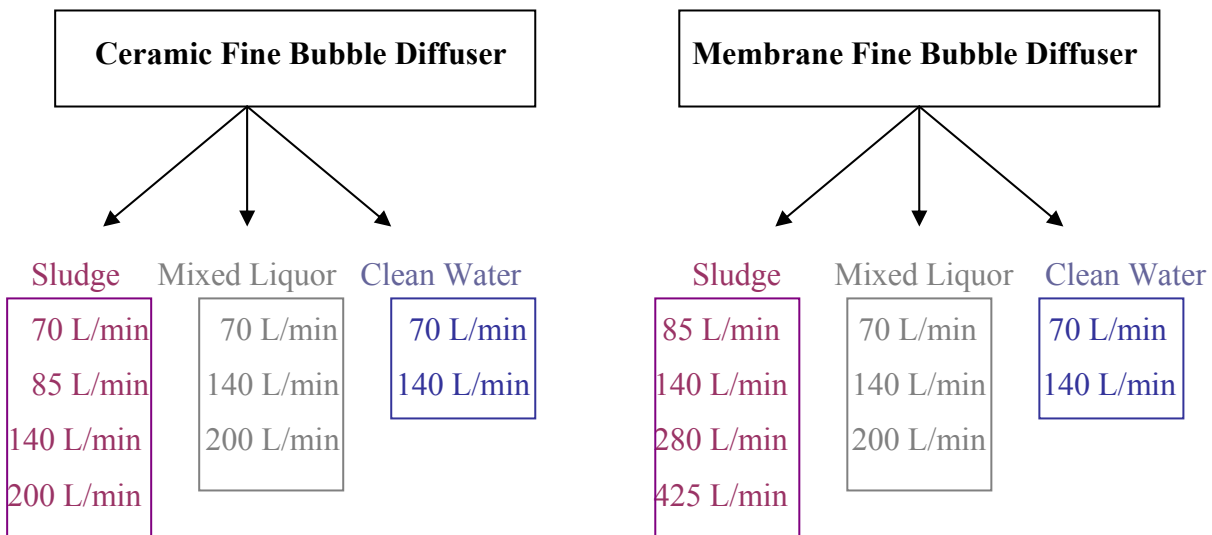 Ceramic Fine Bubble Diffuser
Sludge
70 L/min
85 L/min
140 L/min
200 L/min
Mixed Liquor
70 L/min
140 L/min
200 L/min
Clean Water
70 L/min
140 L/min
Membrane Fine Bubble Diffuser
Sludge
85 L/min
140 L/min
280 L/min
425 L/min
Mixed Liquor
70 L/min
140 L/min
200 L/min
Clean Water
70 L/min
140 L/min